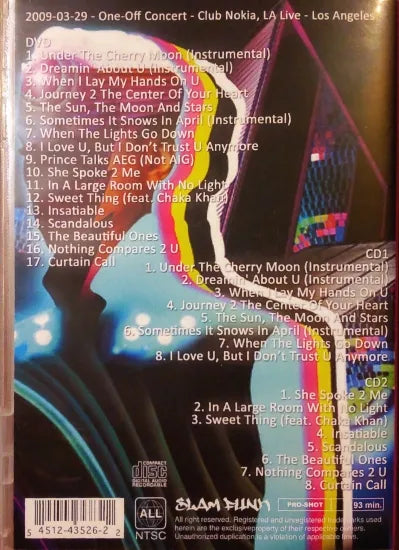 2009-03-29 - One-Off Concert - Club Nokia, LA Live - Los Angeles
DVD
1. Under The Cherry Moon (Instrumental)
2. Dreamin' About U (Instrumental)
3. When I Lay My Hands On U
4. Journey 2 The Center Of Your Heart
5. The Sun, The Moon And Stars
6. Sometimes It Snows In April (Instrumental)
7. When The Lights Go Down
8. I Love U, But I Don't Trust U Anymore
9. Prince Talks AEG (Not AIG)
10. She Spoke 2 Me
11. In A Large Room With No Light
12. Sweet Thing (feat. Chaka Khan)
13. Insatiable
14. Scandalous
15. The Beautiful Ones
16. Nothing Compares 2 U
17. Curtain Call
CD1
1. Under The Cherry Moon (Instrumental)
2. Dreamin' About U (Instrumental)
3. When I Lay My Hands On U
4. Journey 2 The Center Of Your Heart
5. The Sun, The Moon And Stars
6. Sometimes It Snows In April (Instrumental)
7. When The Lights Go Down
8. I Love U, But I Don't Trust U Anymore
CD2
1. She Spoke 2 Me
2. In A Large Room With No Light
3. Sweet Thing (feat. Chaka Khan)
4. Insatiable
5. Scandalous
6. The Beautiful Ones
7. Nothing Compares 2 U
8. Curtain Call
5 4512-43526-2 2
COMPACT
disc
DIGITAL AUDIO
RECORDABLE
ALL
NTSC
SLAM FUNK
PRO-SHOT
93 min.
All right reserved. Registered and unregistered trademarks used
herein are the exclusiveproperty of their respective owners.
Unauthorized duplication is a violation of applicable laws.